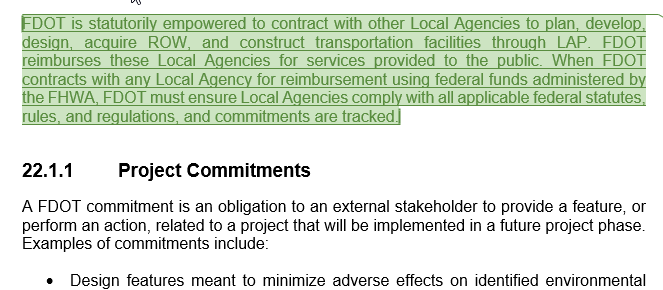 FDOT is statutorily empowered to contract with other Local Agencies to plan, develop,
design, acquire ROW, and construct transportation facilities through LAP. FDOT
reimburses these Local Agencies for services provided to the public. When FDOT
contracts with any Local Agency for reimbursement using federal funds administered by
the FHWA, FDOT must ensure Local Agencies comply with all applicable federal statutes,
rules, and regulations, and commitments are tracked.
22.1.1 Project Commitments
A FDOT commitment is an obligation to an external stakeholder to provide a feature, or
perform an action, related to a project that will be implemented in a future project phase.
Examples of commitments include:
• Design features meant to minimize adverse effects on identified environmental